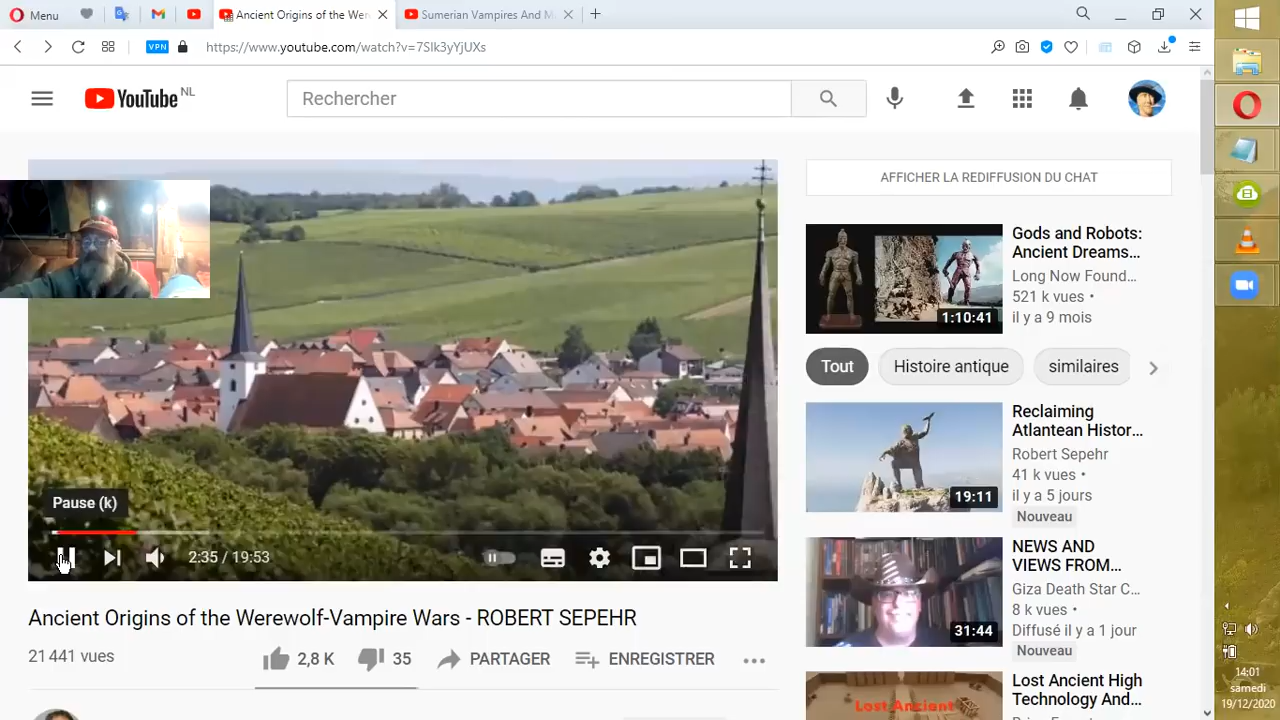 Menu
Ancient Origins of the Were
Sumerian Vampires And M
VPN
https://www.youtube.com/watch?v=7SIk3yYjUXs
YouTube NL
Rechercher
AFFICHER LA REDIFFUSION DU CHAT
Gods and Robots:
Ancient Dreams...
Long Now Found...
521 k vues •
il y a 9 mois
1:10:41
Tout
Histoire antique
similaires
Reclaiming
Atlantean Histor...
Robert Sepehr
41 k vues •
il y a 5 jours
Nouveau
19:11
NEWS AND
VIEWS FROM...
Giza Death Star C...
8 k vues •
Diffusé il y a 1 jour
Nouveau
31:44
Lost Ancient High
Technology And...
Lost Ancient
Pause (k)
2:35 / 19:53
Ancient Origins of the Werewolf-Vampire Wars - ROBERT SEPEHR
21 441 vues
2,8 K
35
PARTAGER
ENREGISTRER
14:01
samedi
19/12/2020